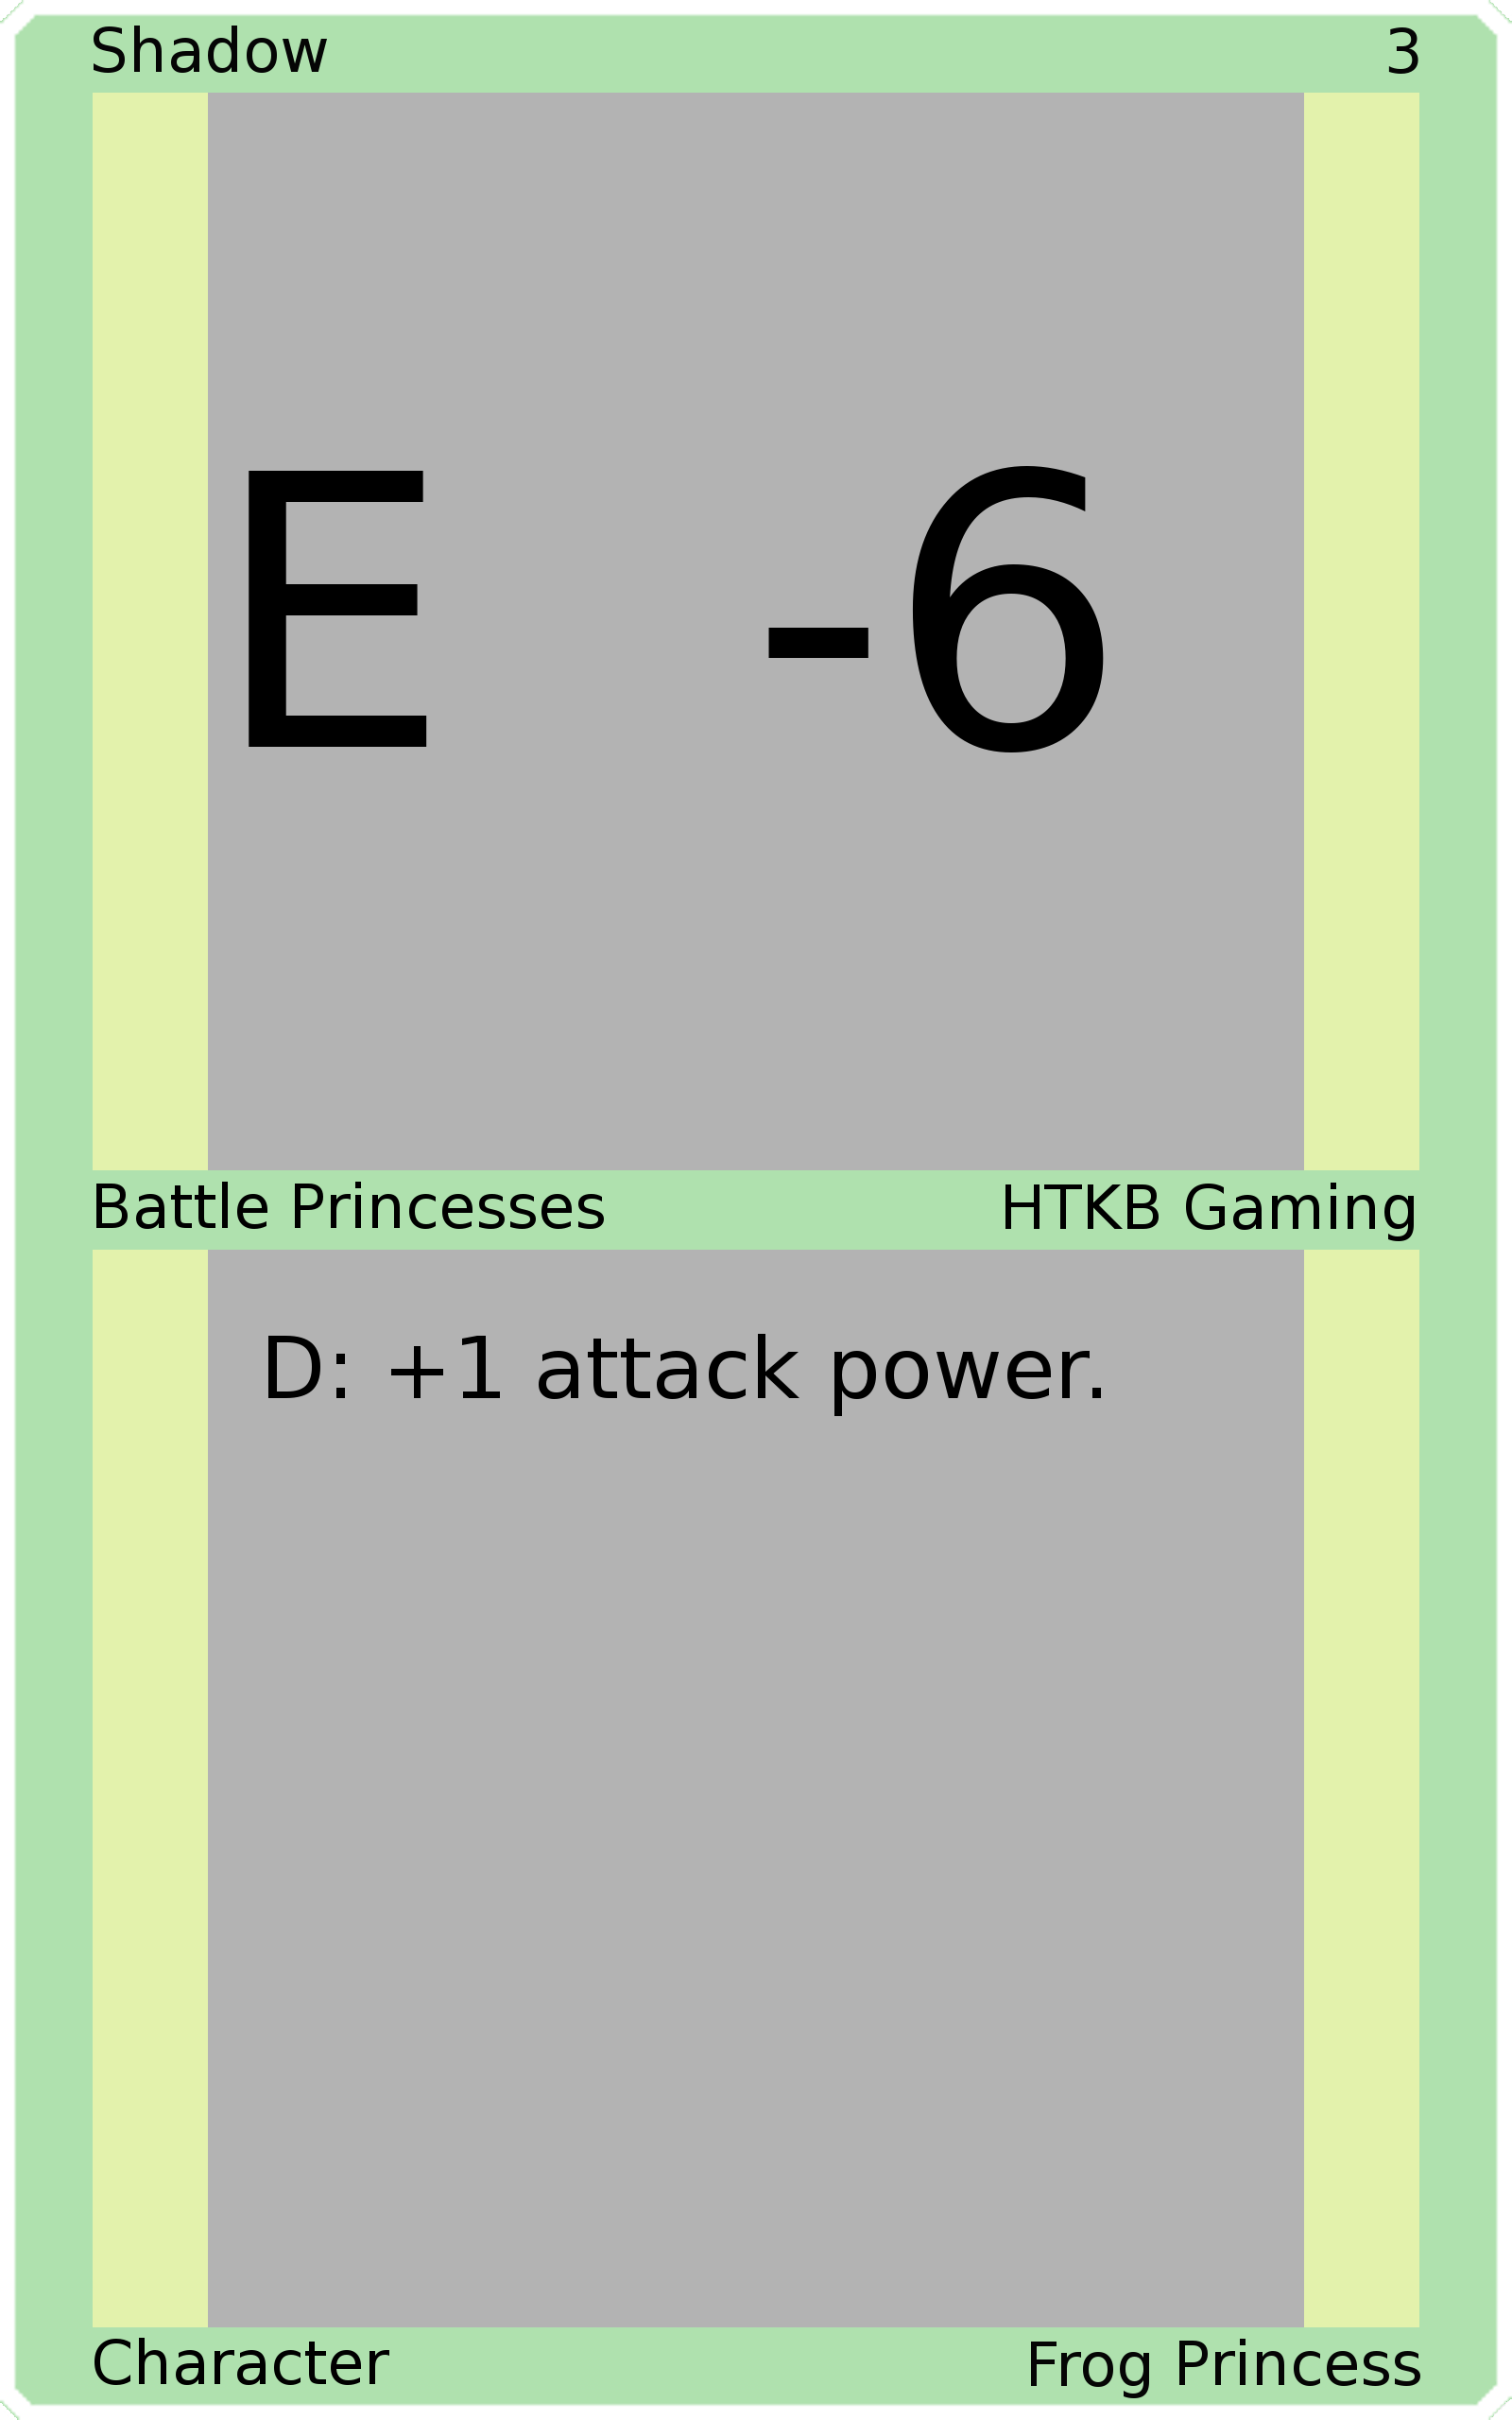 Shadow 3
E -6
Battle Princesses HTKB Gaming
D: +1 attack power.
Character Frog Princess